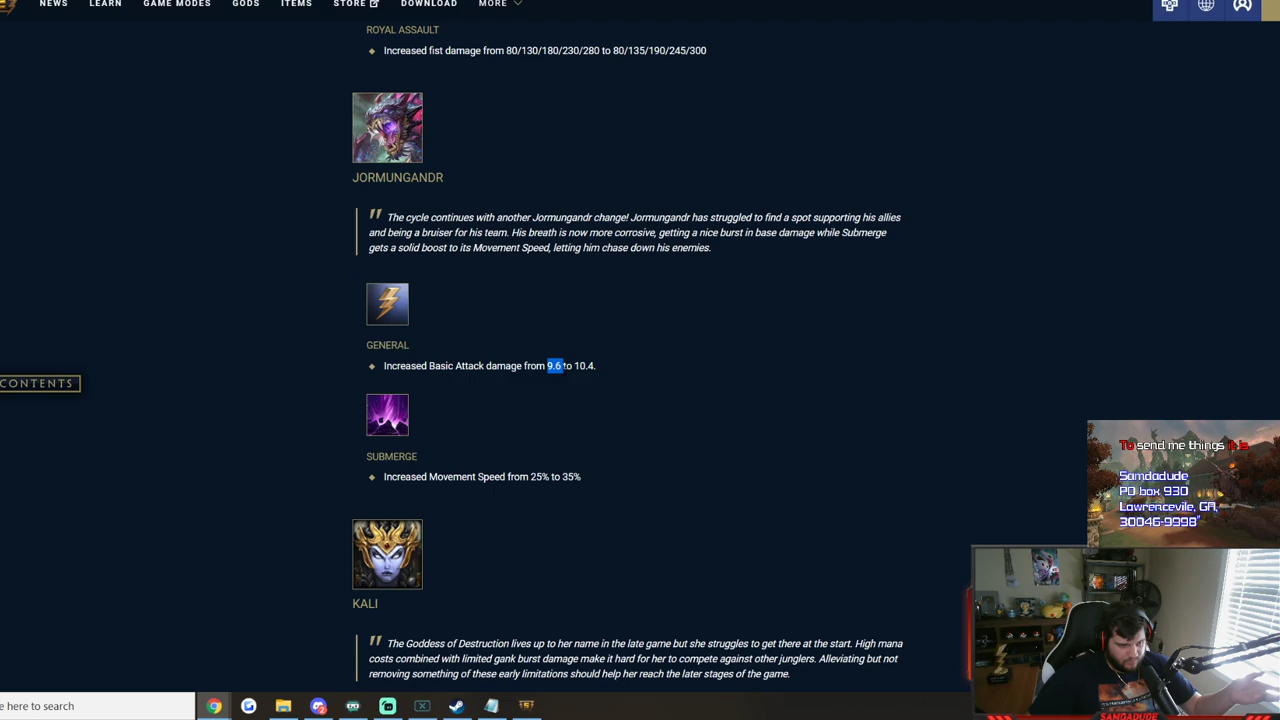 NEWS LEARN GAME MODES GODS ITEMS STORE DOWNLOAD MORE
ROYAL ASSAULT
Increased fist damage from 80/130/180/230/280 to 80/135/190/245/300
JORMUNGANDR
" The cycle continues with another Jormungandr change! Jormungandr has struggled to find a spot supporting his allies
and being a bruiser for his team. His breath is now more corrosive, getting a nice burst in base damage while Submerge
gets a solid boost to its Movement Speed, letting him chase down his enemies.
GENERAL
Increased Basic Attack damage from 9.6 to 10.4.
CONTENTS
SUBMERGE
To send me things it is
Increased Movement Speed from 25% to 35%
Samdadude
PO box 930
Lawrencevile, GA,
30046-9998"
KALI
" The Goddess of Destruction lives up to her name in the late game but she struggles to get there at the start. High mana
costs combined with limited gank burst damage make it hard for her to compete against other junglers. Alleviating but not
removing something of these early limitations should help her reach the later stages of the game.
e here to search
SAMDADUDE